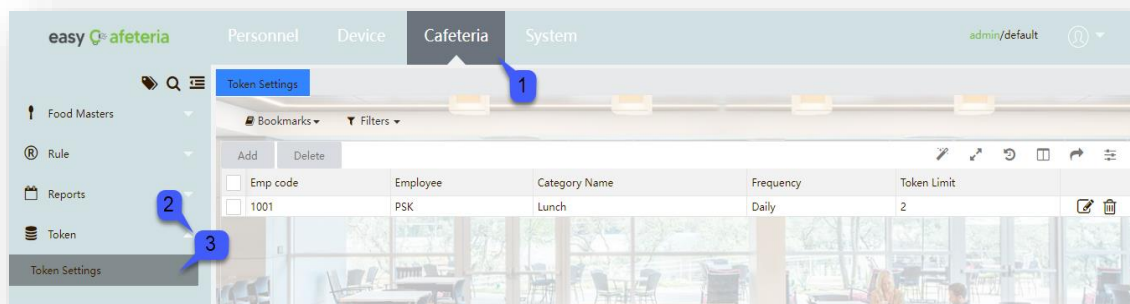 easy Cafeteria
Personnel Device Cafeteria System admin/default
1
Token Settings
Food Masters
Bookmarks Filters
Rule
Add Delete
Emp code Employee Category Name Frequency Token Limit
Reports
1001 PSK Lunch Daily 2
2
Token
3
Token Settings